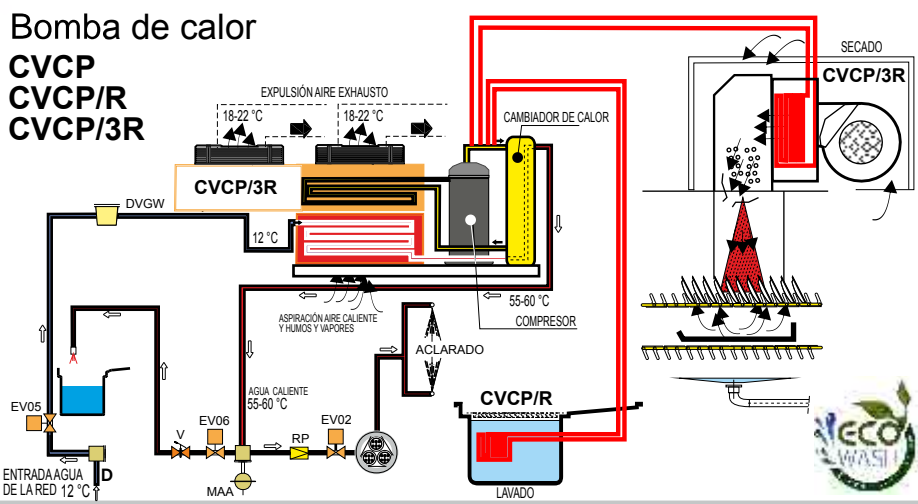 Bomba de calor
CVCP
CVCP/R
CVCP/3R
EXPULSIÓN AIRE EXHAUSTO
18-22 °C
18-22 °C
CAMBIADOR DE CALOR
SECADO
CVCP/3R
CVCP/3R
DVGW
12 °C
55-60 °C
ASPIRACIÓN AIRE CALIENTE
Y HUMOS Y VAPORES
COMPRESOR
ACLARADO
AGUA CALIENTE
55-60 °C
CVCP/R
EV05
V
EV06
RP
EV02
ENTRADA AGUA
DE LA RED 12 °C
D
MAA
LAVADO
ECO
WASH